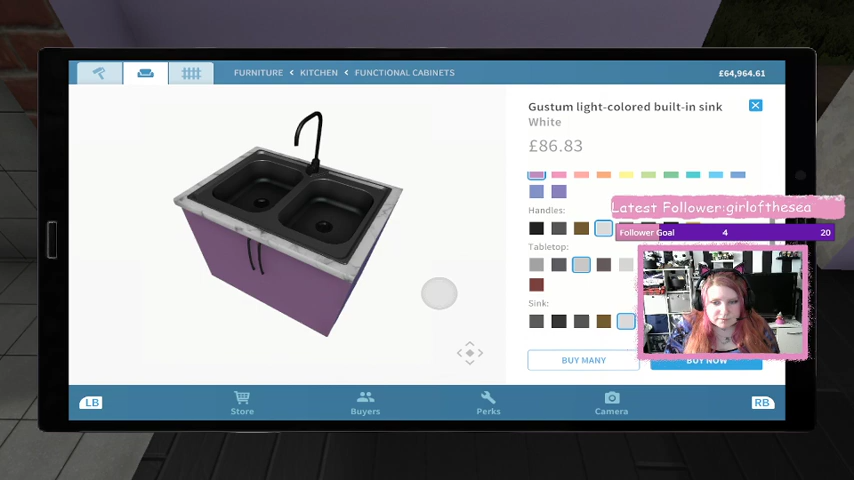 FURNITURE < KITCHEN < FUNCTIONAL CABINETS
£64,964.61
Gustum light-colored built-in sink
White
£86.83
Latest Follower:girlofthesea
Handles:
Follower Goal 4 20
Tabletop:
Sink:
BUY MANY
BUY NOW
LB
Store
Buyers
Perks
Camera
RB